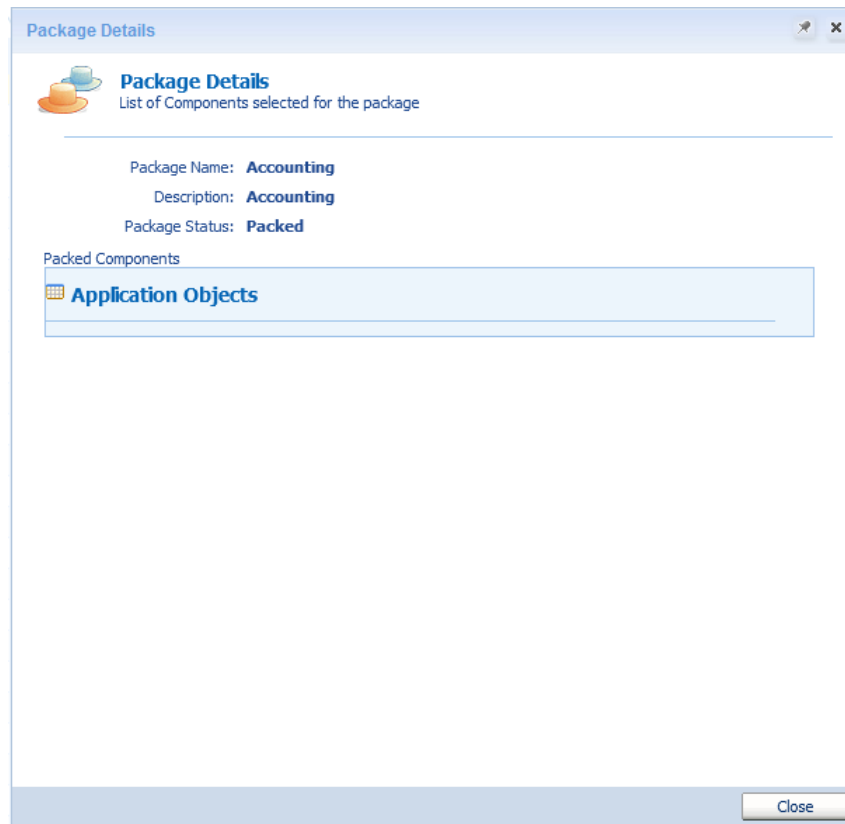 Package Details
Package Details
List of Components selected for the package
Package Name: Accounting
Description: Accounting
Package Status: Packed
Packed Components
Application Objects
Close